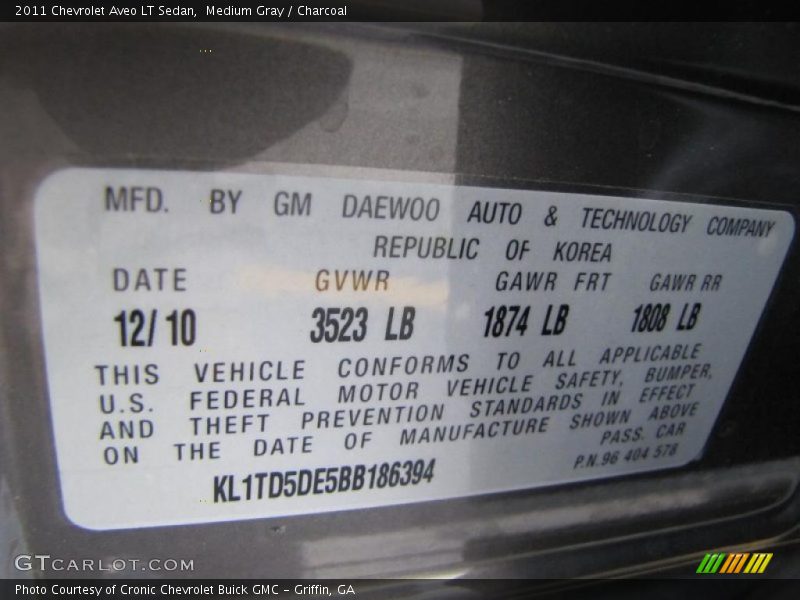 2011 Chevrolet Aveo LT Sedan,  Medium Gray / Charcoal
MFD. BY GM DAEWOO AUTO & TECHNOLOGY COMPANY
REPUBLIC OF KOREA
DATE GVWR GAWR FRT GAWR RR
12/10 3523 LB 1874 LB 1808 LB
THIS VEHICLE CONFORMS TO ALL APPLICABLE
U.S. FEDERAL MOTOR VEHICLE SAFETY, BUMPER,
AND THEFT PREVENTION STANDARDS IN EFFECT
ON THE DATE OF MANUFACTURE SHOWN ABOVE
PASS. CAR
KL1TD5DE5BB186394 P.N.96 404 578
GTCARLOT.COM
Photo Courtesy of Cronic Chevrolet Buick GMC – Griffin, GA